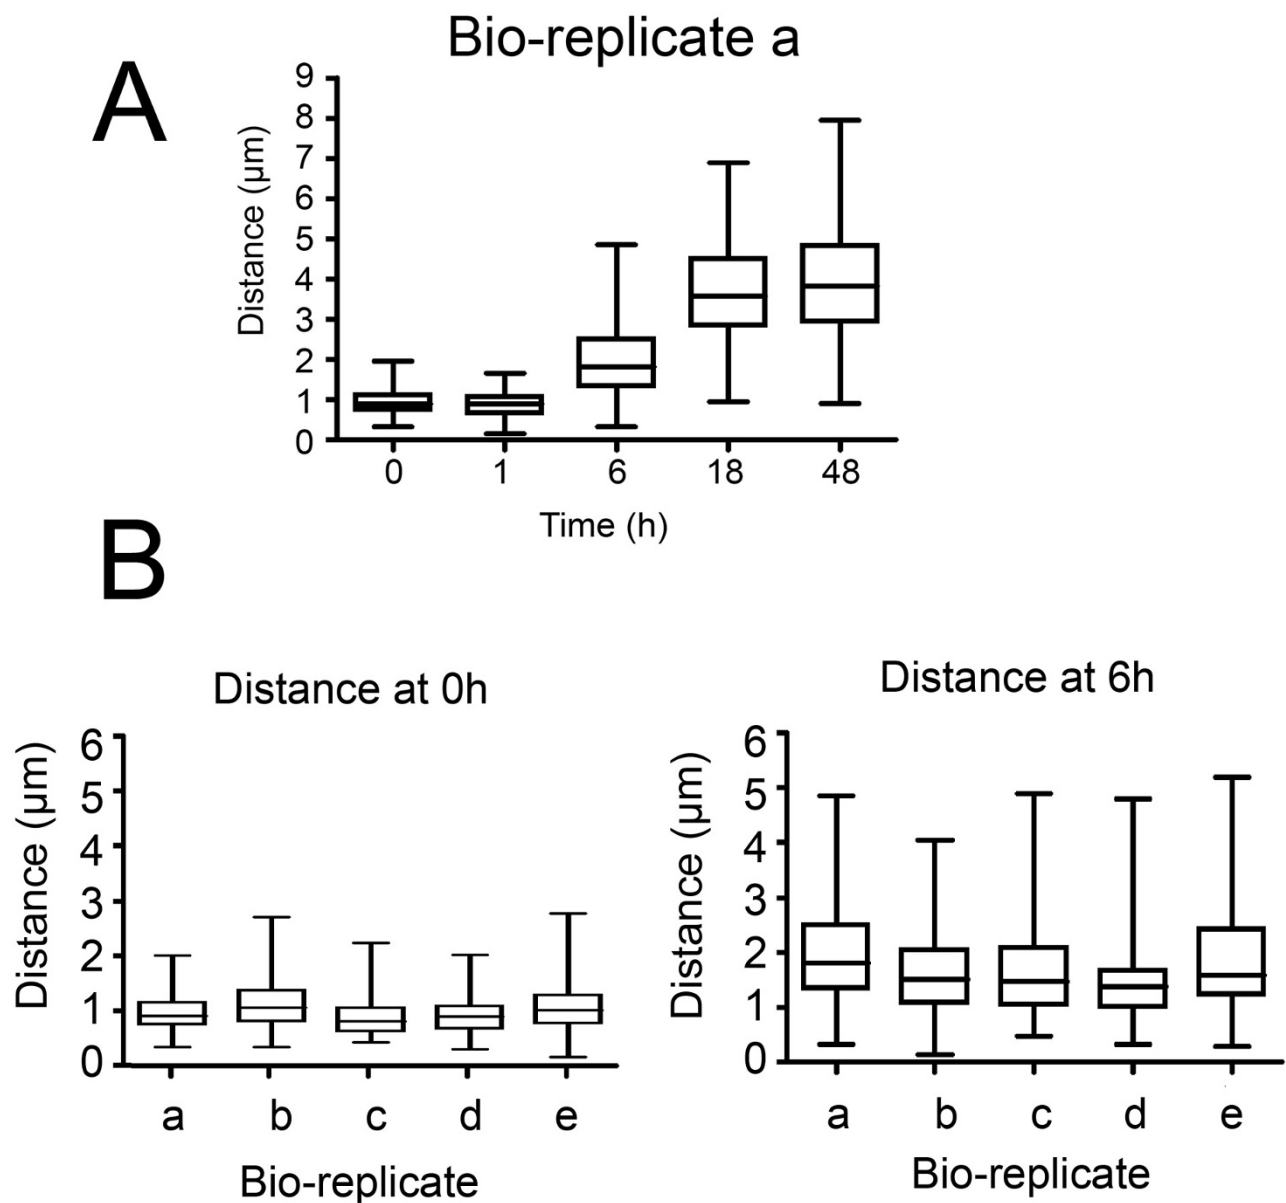 Bio-replicate a
A
Distance (µm)
9
8
7
6
5
4
3
2
1
0
0 1 6 18 48
Time (h)
B
Distance at 0h
Distance (µm)
6
5
4
3
2
1
0
a b c d e
Bio-replicate
Distance at 6h
Distance (µm)
6
5
4
3
2
1
0
a b c d e
Bio-replicate